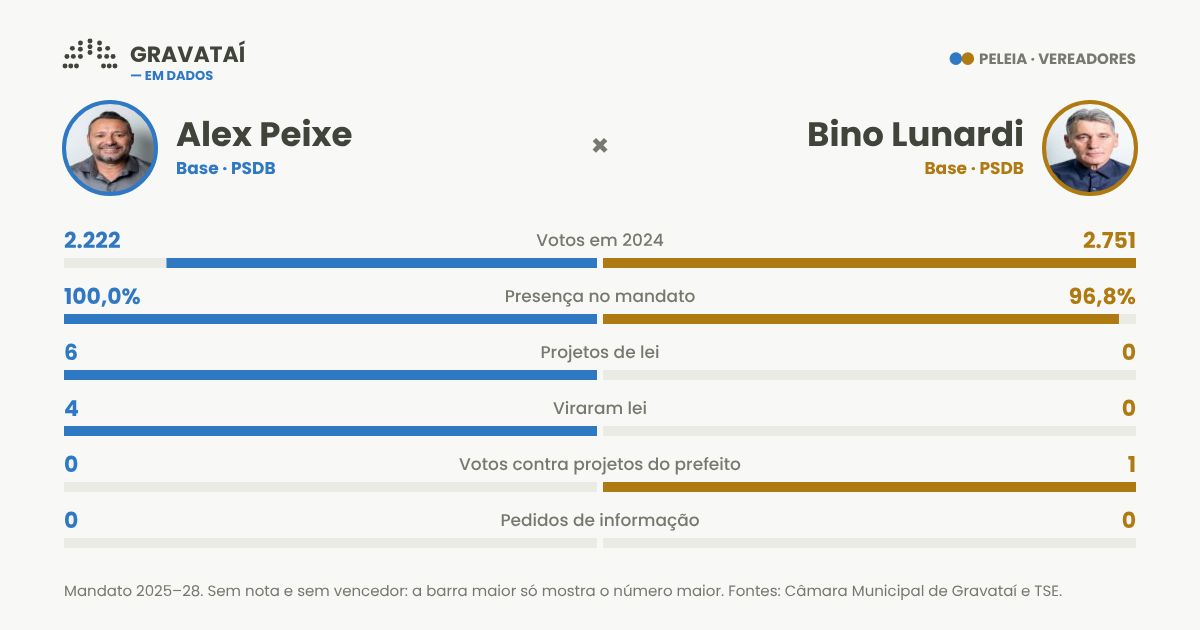 GRAVATAÍ
— EM DADOS
PELEIA · VEREADORES
Alex Peixe
Base · PSDB
×
Bino Lunardi
Base · PSDB
2.222 Votos em 2024 2.751
100,0% Presença no mandato 96,8%
6 Projetos de lei 0
4 Viraram lei 0
0 Votos contra projetos do prefeito 1
0 Pedidos de informação 0
Mandato 2025–28. Sem nota e sem vencedor: a barra maior só mostra o número maior. Fontes: Câmara Municipal de Gravataí e TSE.